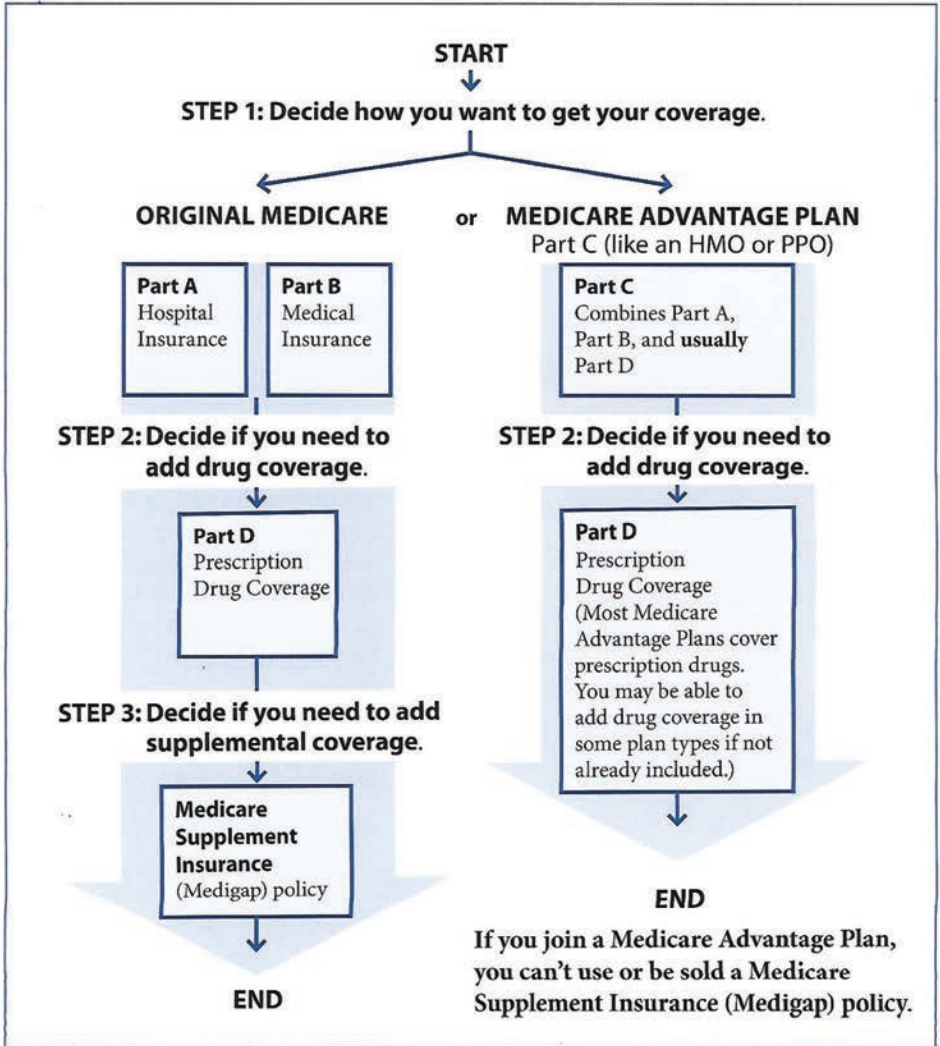 START
STEP 1: Decide how you want to get your coverage.
ORIGINAL MEDICARE or MEDICARE ADVANTAGE PLAN
Part C (like an HMO or PPO)
Part A
Hospital
Insurance
Part B
Medical
Insurance
Part C
Combines Part A,
Part B, and usually
Part D
STEP 2: Decide if you need to
add drug coverage.
Part D
Prescription
Drug Coverage
STEP 3: Decide if you need to add
supplemental coverage.
Medicare
Supplement
Insurance
(Medigap) policy
END
STEP 2: Decide if you need to
add drug coverage.
Part D
Prescription
Drug Coverage
(Most Medicare
Advantage Plans cover
prescription drugs.
You may be able to
add drug coverage in
some plan types if not
already included.)
END
If you join a Medicare Advantage Plan,
you can't use or be sold a Medicare
Supplement Insurance (Medigap) policy.